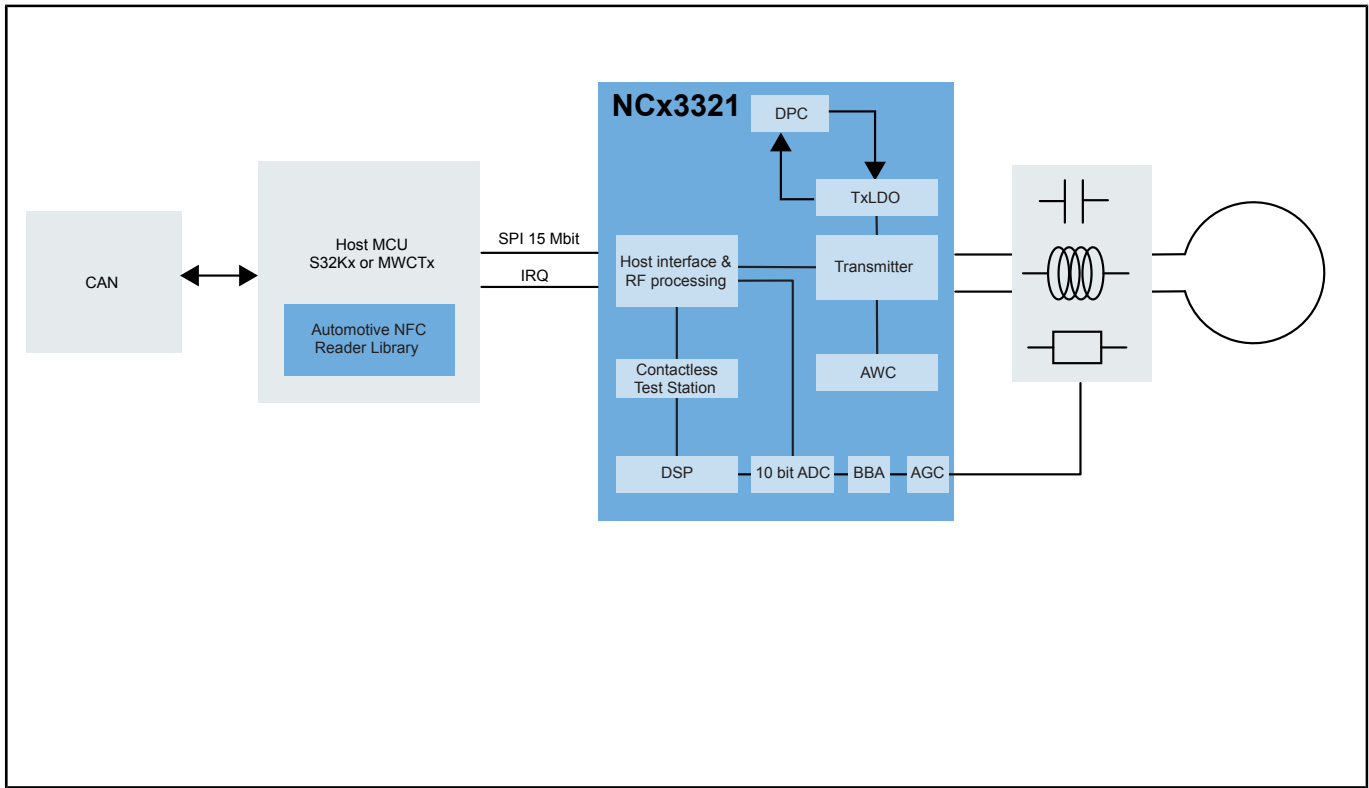 NCx3321
DPC
TxLDO
CAN
Host MCU
S32Kx or MWCTx
Automotive NFC
Reader Library
SPI 15 Mbit
IRQ
Host interface &
RF processing
Transmitter
Contactless
Test Station
AWC
DSP
10 bit ADC
BBA
AGC